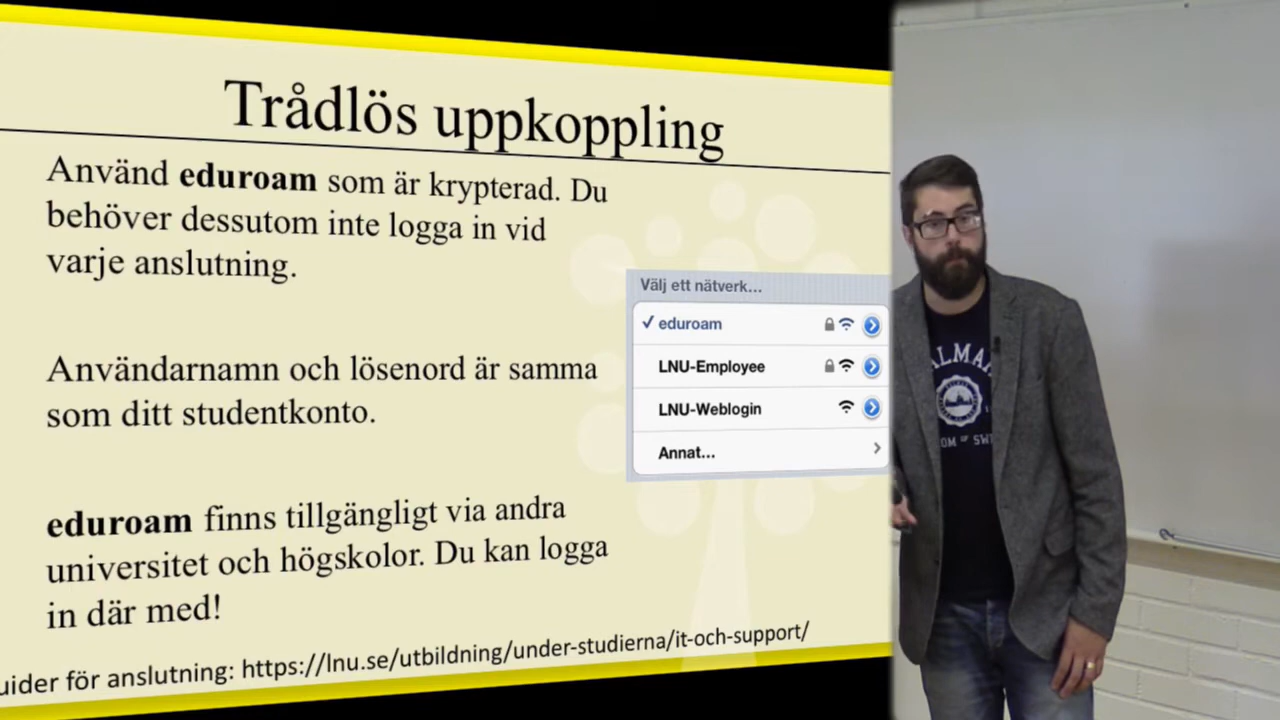 Trådlös uppkoppling
Använd eduroam som är krypterad. Du
behöver dessutom inte logga in vid
varje anslutning.
Användarnamn och lösenord är samma
som ditt studentkonto.
eduroam finns tillgängligt via andra
universitet och högskolor. Du kan logga
in där med!
för anslutning: https://lnu.se/utbildning/under-studierna/it-och-support/
Välj ett nätverk...
eduroam
LNU-Employee
LNU-Weblogin
Annat...